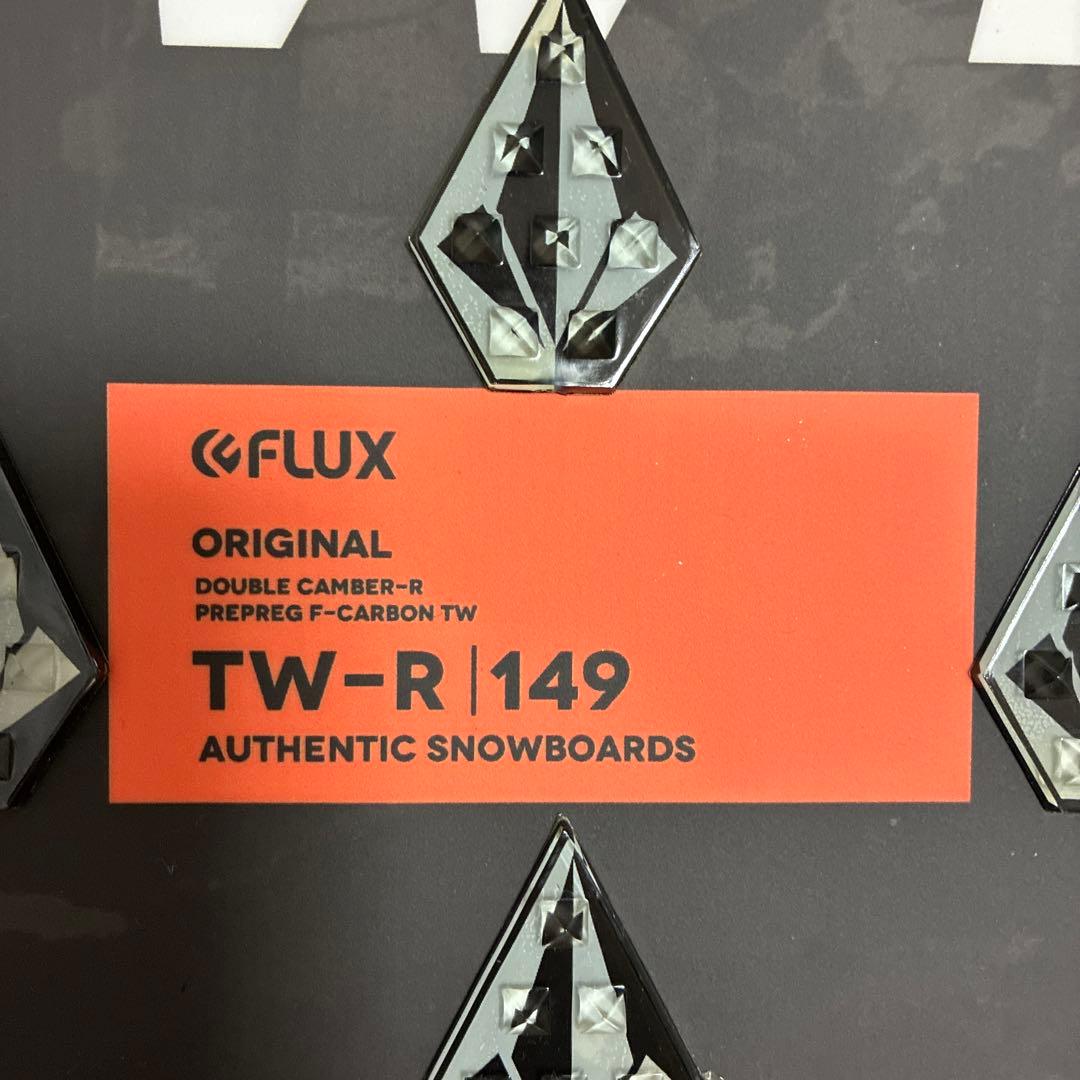 FLUX
ORIGINAL
DOUBLE CAMBER-R
PREPREG F-CARBON TW
TW-R|149
AUTHENTIC SNOWBOARDS